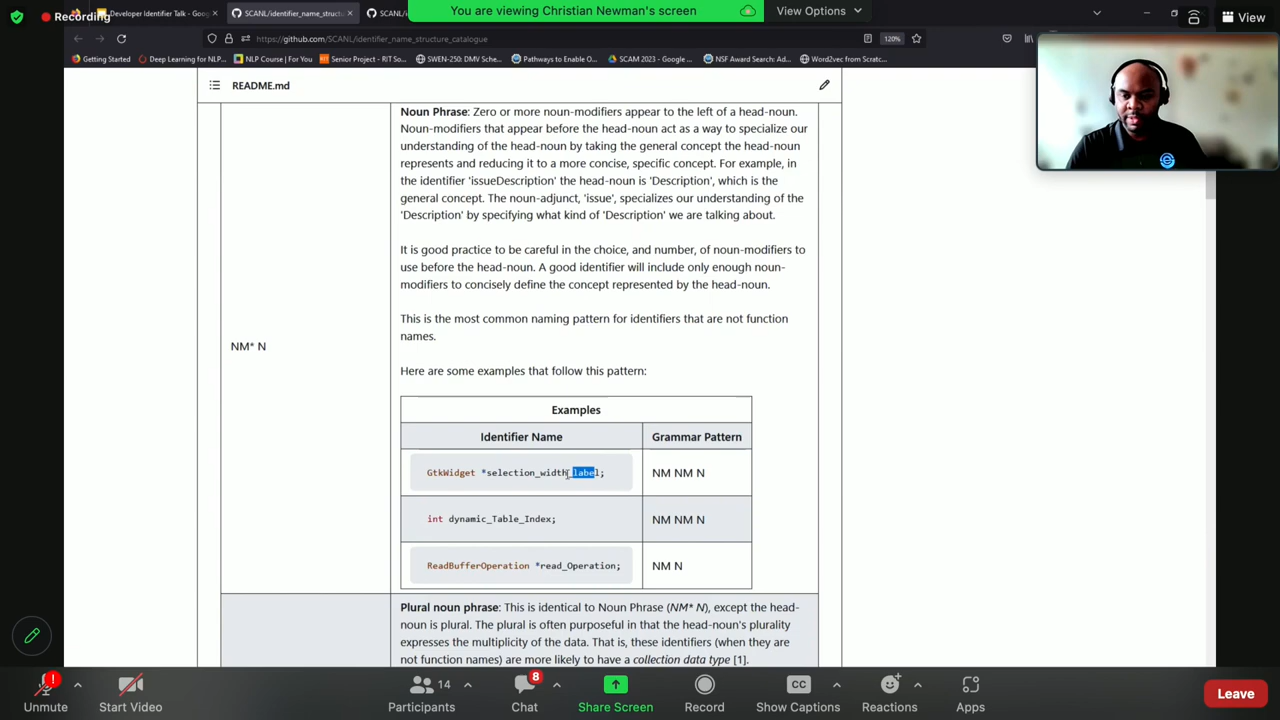 Recording
Developer Identifier Talk - Goo
SCANL/identifier_name_struct
SCANL/
You are viewing Christian Newman's screen
View Options
View
https://github.com/SCANL/identifier_name_structure_catalogue
120%
Getting Started
Deep Learning for NLP...
NLP Course | For You
RIT
Senior Project - RIT So...
SWEN-250: DMV Sche...
Pathways to Enable O...
SCAM 2023 - Google ...
NSF Award Search: Ad...
Word2vec from Scratc...
README.md
Noun Phrase: Zero or more noun-modifiers appear to the left of a head-noun.
Noun-modifiers that appear before the head-noun act as a way to specialize our
understanding of the head-noun by taking the general concept the head-noun
represents and reducing it to a more concise, specific concept. For example, in
the identifier 'issueDescription' the head-noun is 'Description', which is the
general concept. The noun-adjunct, 'issue', specializes our understanding of the
'Description' by specifying what kind of 'Description' we are talking about.
It is good practice to be careful in the choice, and number, of noun-modifiers to
use before the head-noun. A good identifier will include only enough noun-
modifiers to concisely define the concept represented by the head-noun.
This is the most common naming pattern for identifiers that are not function
names.
NM* N
Here are some examples that follow this pattern:
Examples
Identifier Name
Grammar Pattern
GtkWidget *selection_width_label;
NM NM N
int dynamic_Table_Index;
NM NM N
ReadBufferOperation *read_Operation;
NM N
Plural noun phrase: This is identical to Noun Phrase (NM* N), except the head-
noun is plural. The plural is often purposeful in that the head-noun's plurality
expresses the multiplicity of the data. That is, these identifiers (when they
are not function names) are more likely to have a collection data type [1].
Unmute
Start Video
14
Participants
8
Chat
Share Screen
Record
CC
Show Captions
Reactions
Apps
Leave